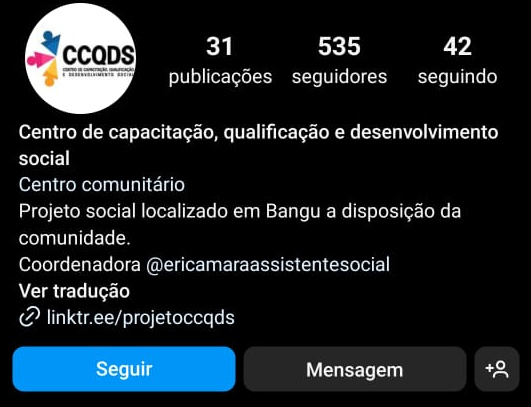 CCQDS
CENTRO DE CAPACITAÇÃO, QUALIFICAÇÃO
E DESENVOLVIMENTO SOCIAL
31
publicações
535
seguidores
42
seguindo
Centro de capacitação, qualificação e desenvolvimento
social
Centro comunitário
Projeto social localizado em Bangu a disposição da
comunidade.
Coordenadora @ericamaraassistentesocial
Ver tradução
linktr.ee/projetoccqds
Seguir
Mensagem